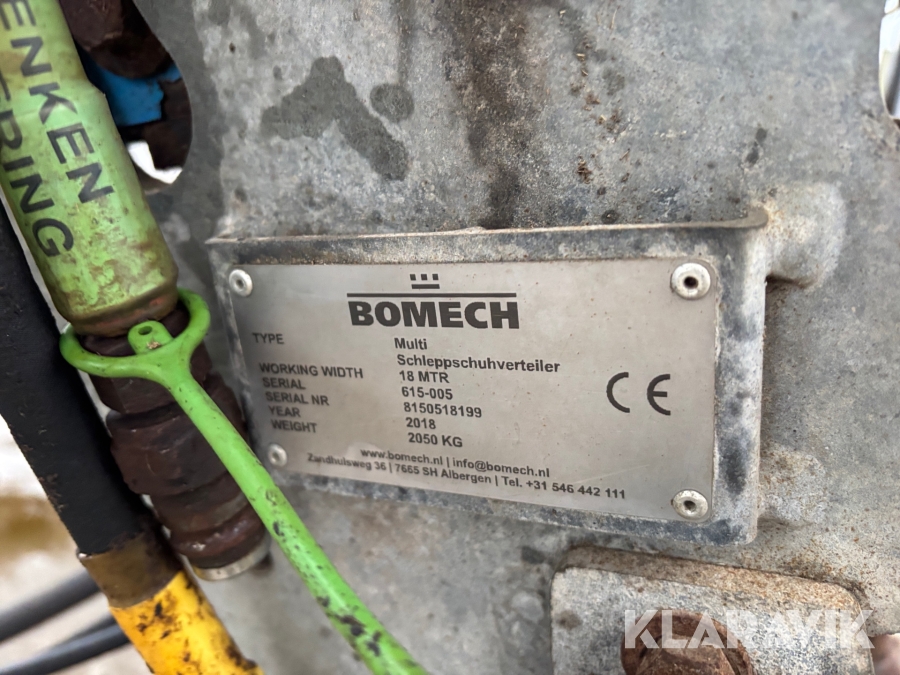 ENKEN
ERING
BOMECH
TYPE Multi
Schleppschuhverteiler
WORKING WIDTH 18 MTR
SERIAL 615-005
SERIAL NR 8150518199
YEAR 2018
WEIGHT 2050 KG
CE
www.bomech.nl | info@bomech.nl
Zandhuisweg 36 | 7665 SH Albergen | Tel. +31 546 442 111
KLARAVIK